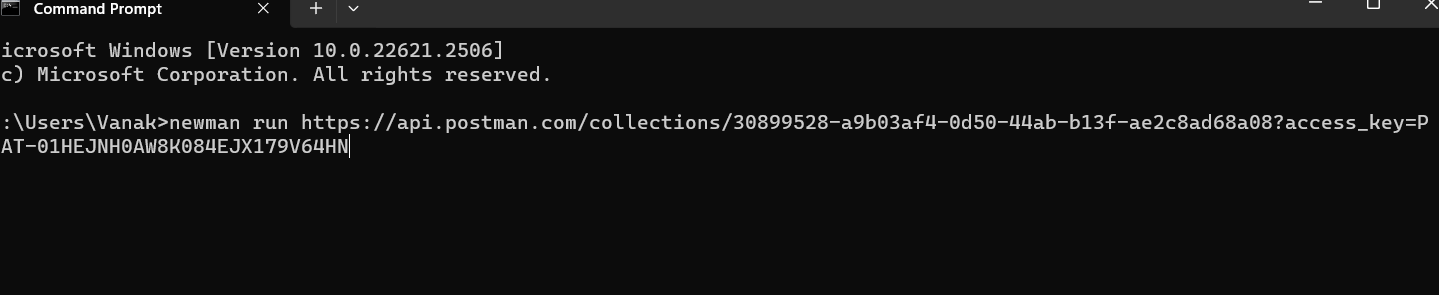 Command Prompt
icrosoft Windows [Version 10.0.22621.2506]
c) Microsoft Corporation. All rights reserved.
:\Users\Vanak>newman run https://api.postman.com/collections/30899528-a9b03af4-0d50-44ab-b13f-ae2c8ad68a08?access_key=P
AT-01HEJNH0AW8K084EJX179V64HN